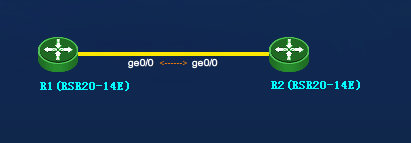 ge0/0 <------> ge0/0
R1(RSR20-14E)
R2(RSR20-14E)